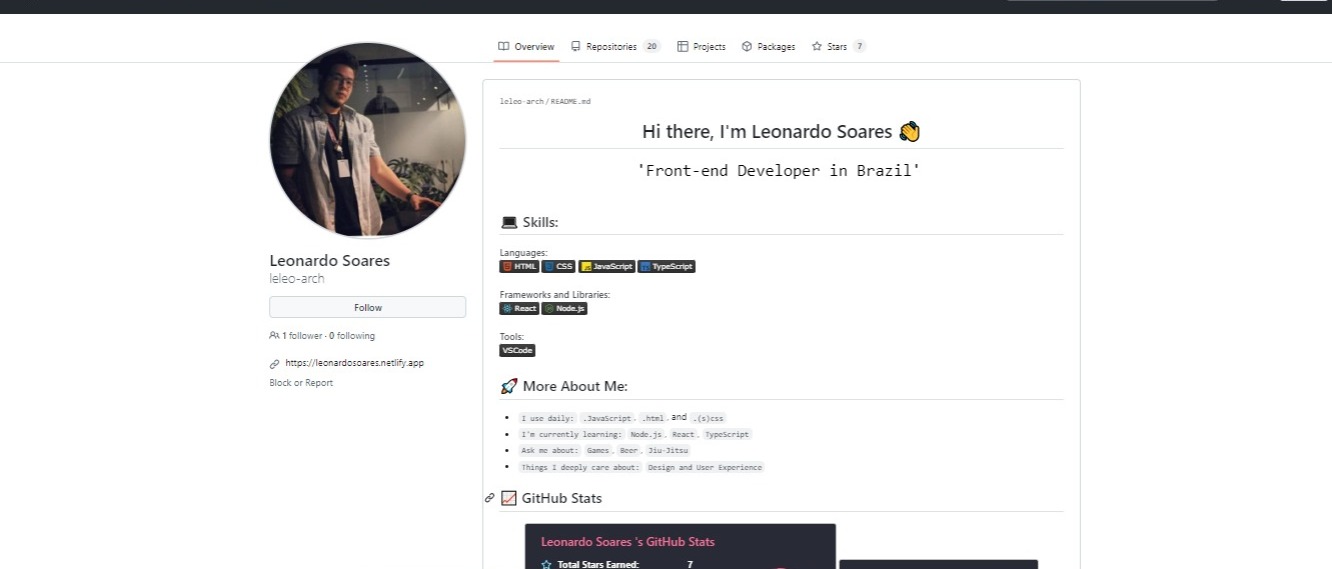 Overview Repositories 20 Projects Packages Stars 7
leleo-arch/README.md
Hi there, I'm Leonardo Soares 👋
'Front-end Developer in Brazil'
Leonardo Soares
leleo-arch
Follow
1 follower · 0 following
https://leonardosoares.netlify.app
Block or Report
💻 Skills:
Languages:
HTML CSS JavaScript TypeScript
Frameworks and Libraries:
React Node.js
Tools:
VSCode
🚀 More About Me:
• I use daily: .JavaScript, .html, and .(s)css
• I'm currently learning: Node.js, React, TypeScript
• Ask me about: Games, Beer, Jiu-Jitsu
• Things I deeply care about: Design and User Experience
📈 GitHub Stats
Leonardo Soares 's GitHub Stats
Total Stars Earned: 7